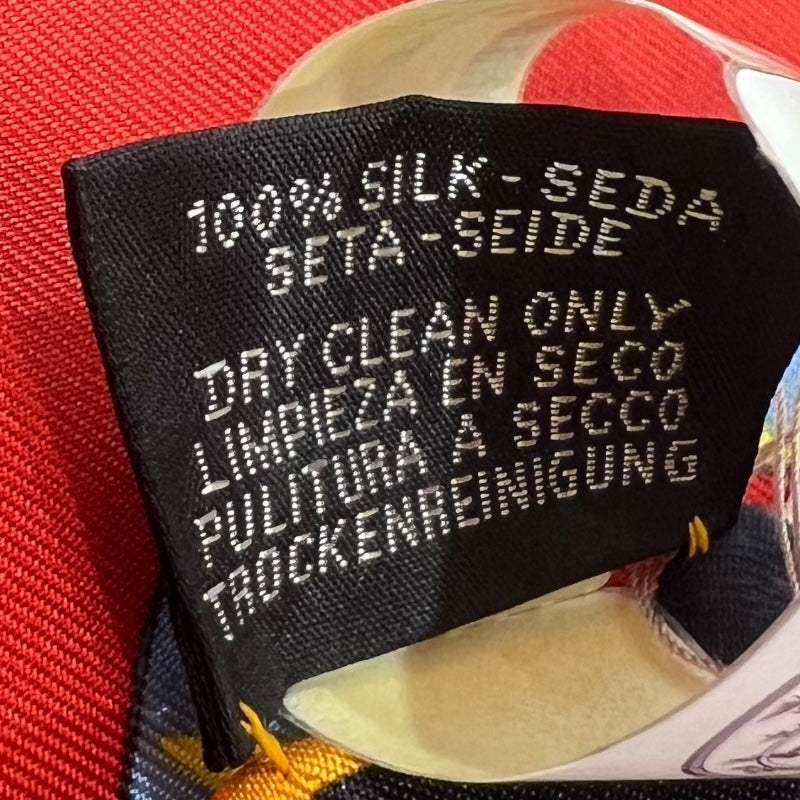 100% SILK - SEDA
SETA - SEIDE
DRY CLEAN ONLY
LIMPIEZA EN SECO
PULITURA A SECCO
TROCKENREINIGUNG